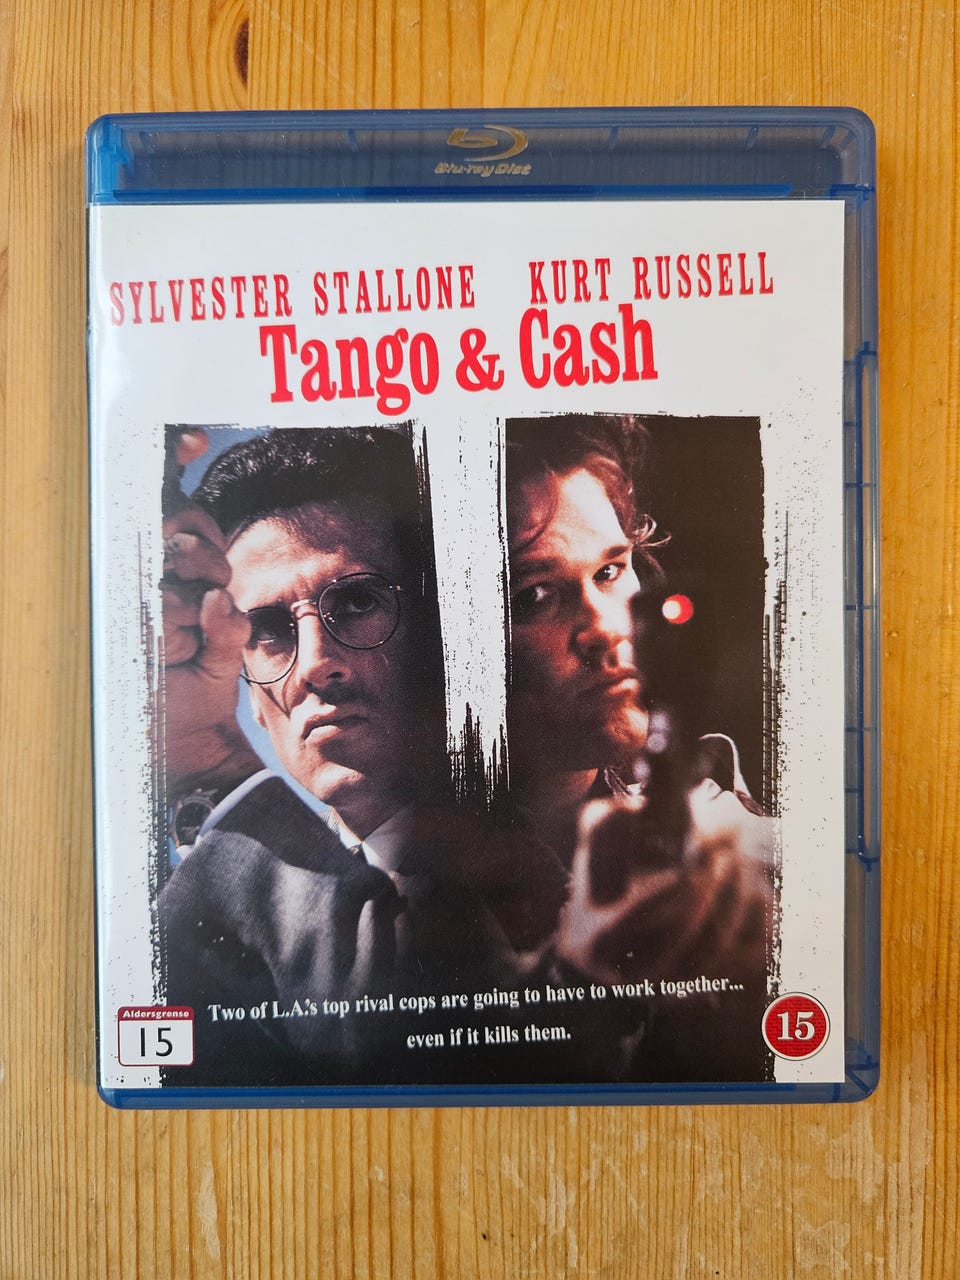 Blu-ray Disc
SYLVESTER STALLONE KURT RUSSELL
Tango & Cash
Two of L.A.'s top rival cops are going to have to work together...
even if it kills them.
Aldersgrense
15
15